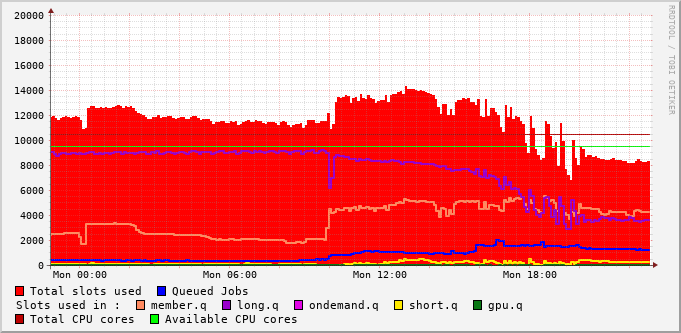 RRDTOOL / TOBI OETIKER
20000
18000
16000
14000
12000
10000
8000
6000
4000
2000
0
Mon 00:00 Mon 06:00 Mon 12:00 Mon 18:00
Total slots used Queued Jobs
Slots used in : member.q long.q ondemand.q short.q gpu.q
Total CPU cores Available CPU cores